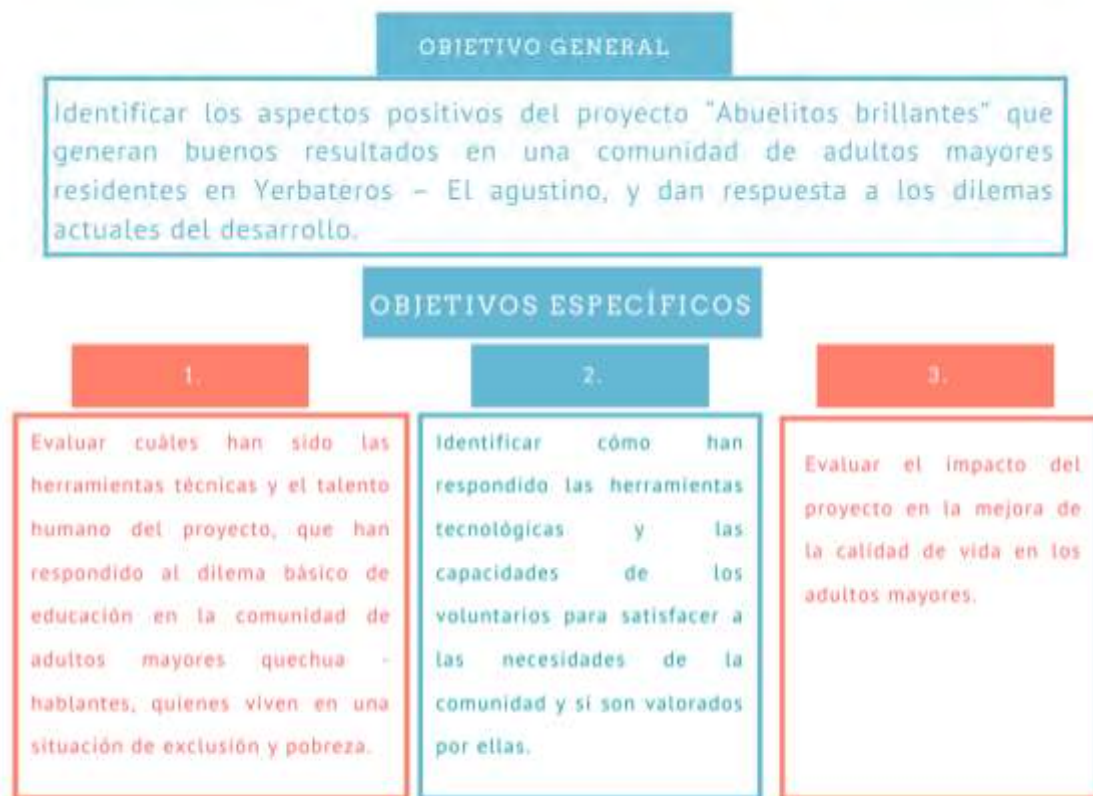 OBJETIVO GENERAL
Identificar los aspectos positivos del proyecto "Abuelitos brillantes" que
generan buenos resultados en una comunidad de adultos mayores
residentes en Yerbateros – El agustino, y dan respuesta a los dilemas
actuales del desarrollo.
OBJETIVOS ESPECÍFICOS
1.
Evaluar cuáles han sido las
herramientas técnicas y el talento
humano del proyecto, que han
respondido al dilema básico de
educación en la comunidad de
adultos mayores quechua -
hablantes, quienes viven en una
situación de exclusión y pobreza.
2.
Identificar cómo han
respondido las herramientas
tecnológicas y las
capacidades de los
voluntarios para satisfacer a
las necesidades de la
comunidad y si son valorados
por ellas.
3.
Evaluar el impacto del
proyecto en la mejora de
la calidad de vida en los
adultos mayores.